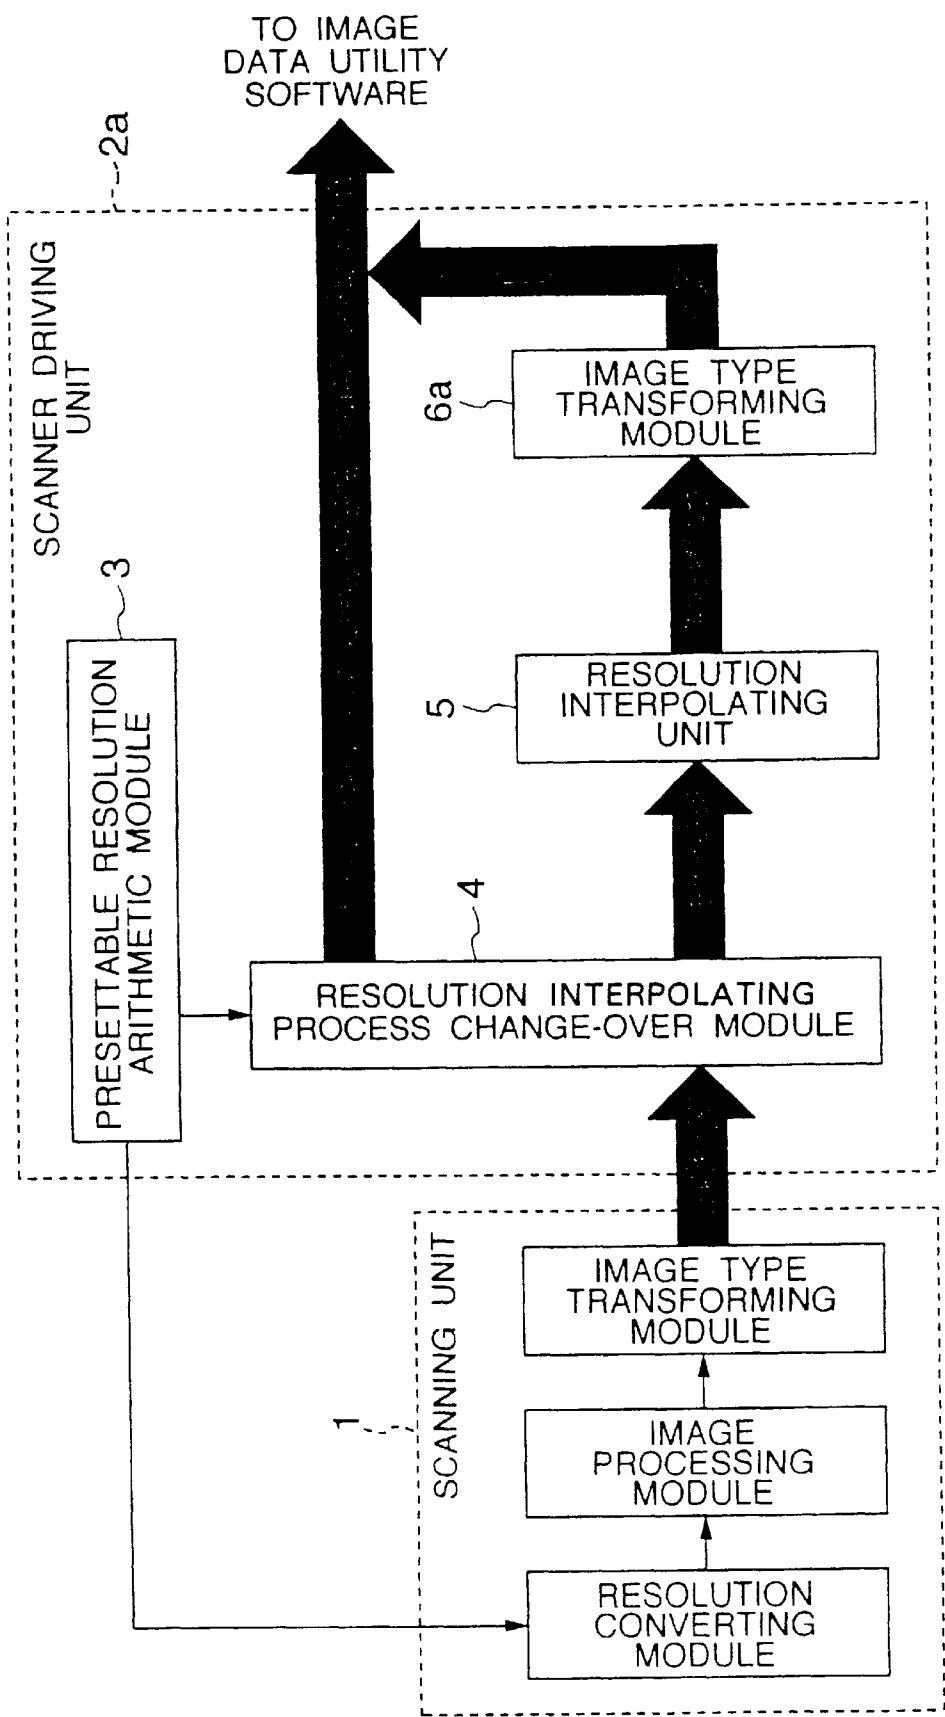 TO IMAGE
DATA UTILITY
SOFTWARE
2a
SCANNER DRIVING
UNIT
3
PRESETTABLE RESOLUTION
ARITHMETIC MODULE
6a
IMAGE TYPE
TRANSFORMING
MODULE
5
RESOLUTION
INTERPOLATING
UNIT
4
RESOLUTION INTERPOLATING
PROCESS CHANGE-OVER MODULE
1
SCANNING UNIT
IMAGE TYPE
TRANSFORMING
MODULE
IMAGE
PROCESSING
MODULE
RESOLUTION
CONVERTING
MODULE